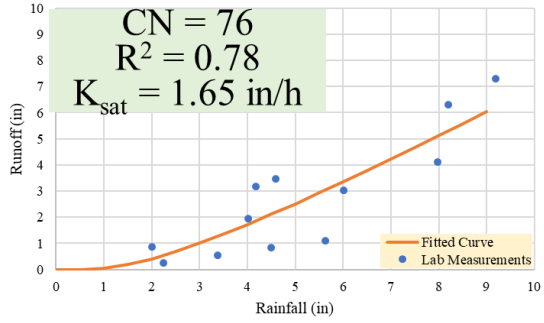 CN = 76
R² = 0.78
Ksat = 1.65 in/h
10
9
8
7
6
5
4
3
2
1
0
Runoff (in)
Fitted Curve
Lab Measurements
0 1 2 3 4 5 6 7 8 9 10
Rainfall (in)